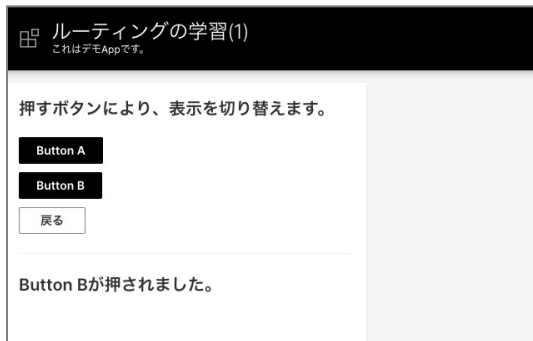 ルーティングの学習(1)
これはデモAppです。
押すボタンにより、表示を切り替えます。
Button A
Button B
戻る
Button Bが押されました。